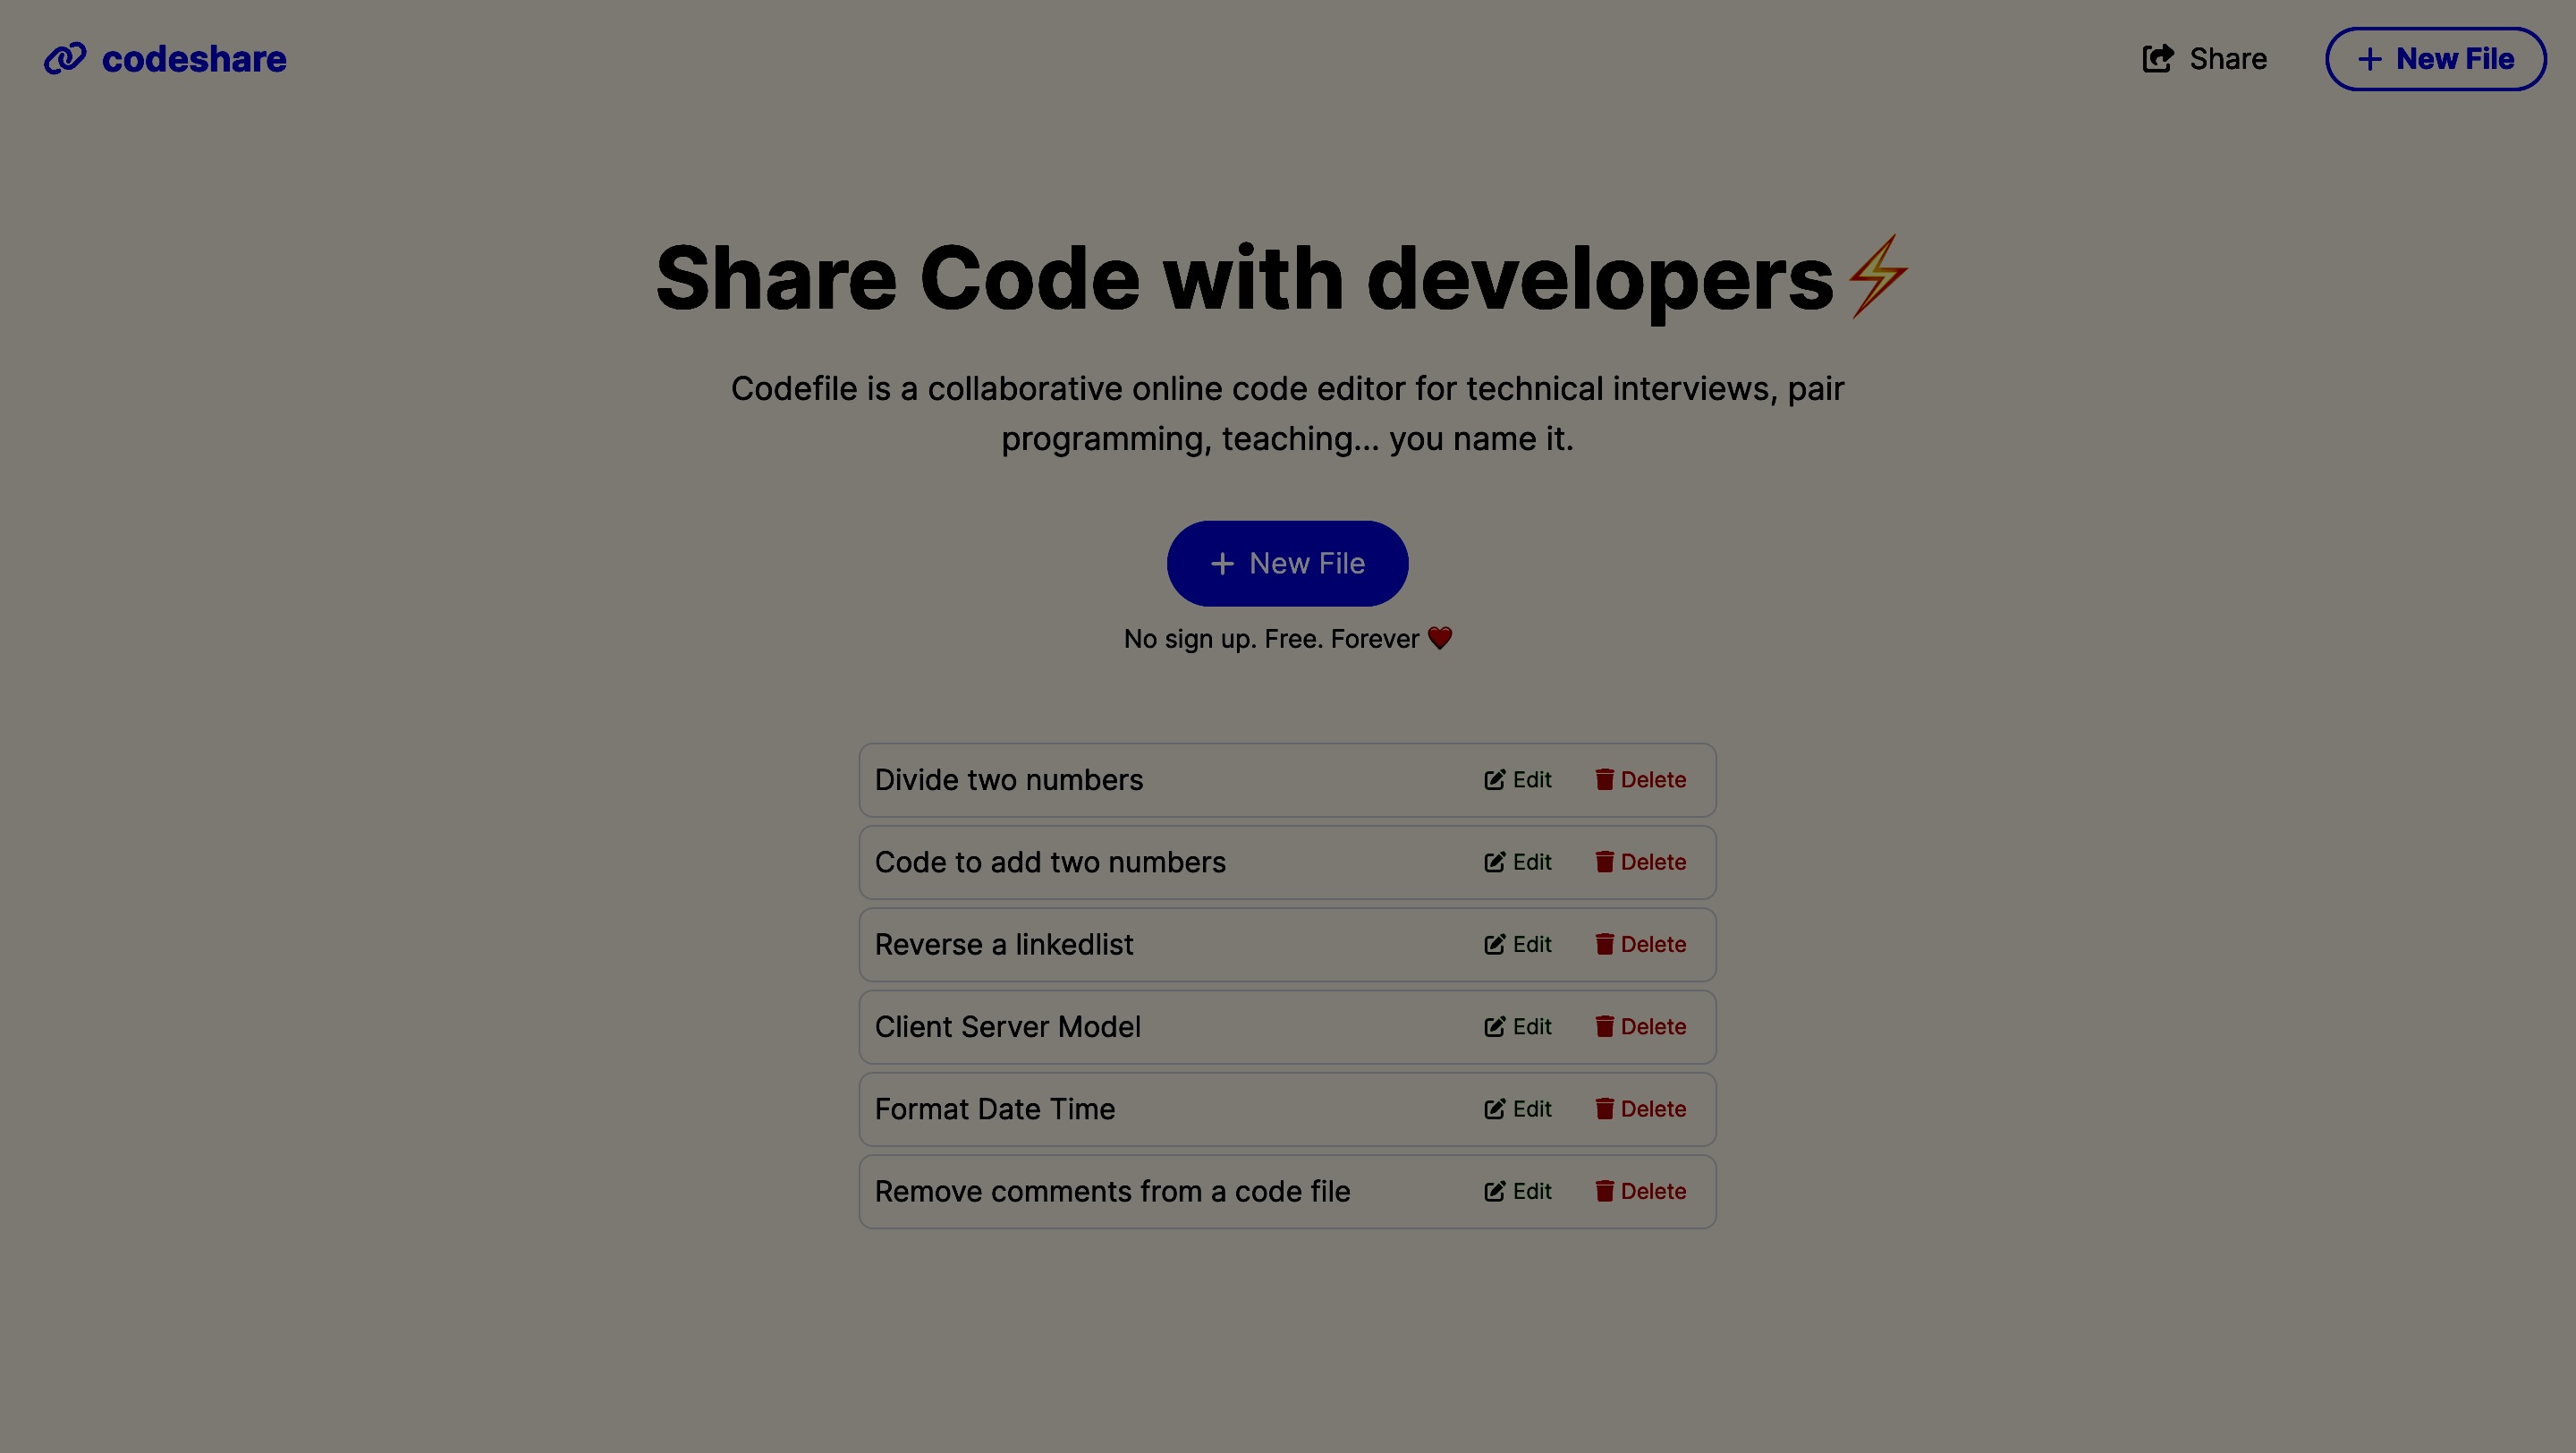 codeshare
Share
+ New File
Share Code with developers⚡
Codefile is a collaborative online code editor for technical interviews, pair
programming, teaching... you name it.
+ New File
No sign up. Free. Forever ❤️
Divide two numbers
Edit
Delete
Code to add two numbers
Edit
Delete
Reverse a linkedlist
Edit
Delete
Client Server Model
Edit
Delete
Format Date Time
Edit
Delete
Remove comments from a code file
Edit
Delete